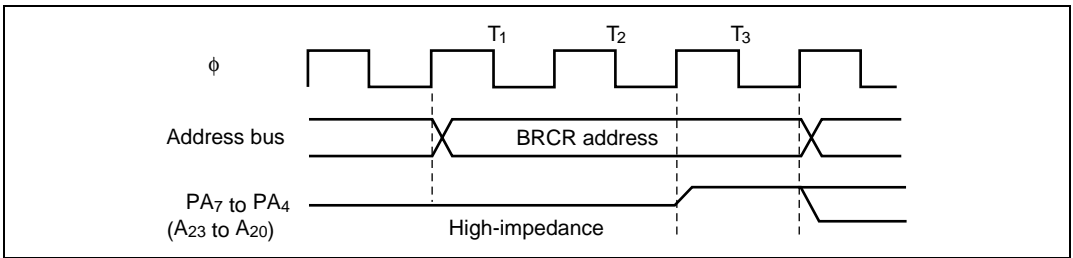 T1 T2 T3
ϕ
Address bus BRCR address
PA7 to PA4
(A23 to A20) High-impedance